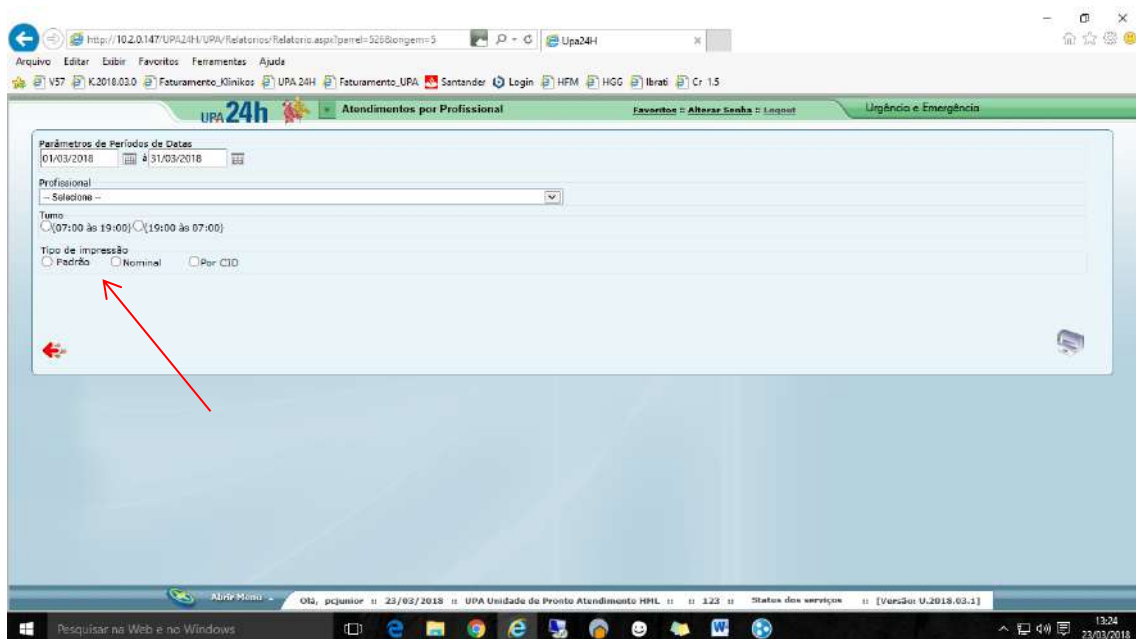 http://10.2.0.147/UPA24H/UPA/Relatorios/Relatorio.aspx?parrel=526&origem=5
Upa24H
Arquivo Editar Exibir Favoritos Ferramentas Ajuda
V57 K.2018.03.0 Faturamento_Klinikos UPA 24H Faturamento_UPA Santander Login HFM HGG Ibrati Cr 1.5
UPA 24h Atendimentos por Profissional Favoritos :: Alterar Senha :: Logout Urgência e Emergência
Parâmetros de Períodos de Datas
01/03/2018 à 31/03/2018
Profissional
-- Selecione --
Turno
(07:00 às 19:00) (19:00 às 07:00)
Tipo de impressão
Padrão Nominal Por CID
Abrir Menu Olá, pcjunior :: 23/03/2018 :: UPA Unidade de Pronto Atendimento HML :: :: 123 :: Status dos serviços :: [Versão: U.2018.03.1]
Pesquisar na Web e no Windows
13:24
23/03/2018